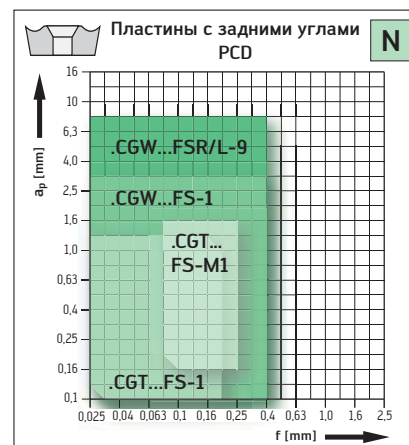 Пластины с задними углами
PCD
N
ap [mm]
16
10
6,3
4,0
2,5
1,6
1,0
0,63
0,4
0,25
0,16
0,1
.CGW...FSR/L-9
.CGW...FS-1
.CGT...
FS-M1
.CGT...FS-1
0,025 0,04 0,063 0,1 0,16 0,25 0,4 0,63 1,0 1,6 2,5
f [mm]